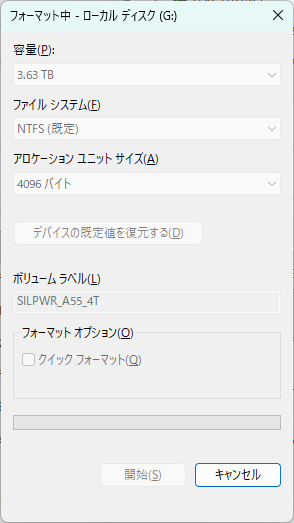 フォーマット中 - ローカル ディスク (G:)
容量(P):
3.63 TB
ファイル システム(F)
NTFS (既定)
アロケーション ユニット サイズ(A)
4096 バイト
デバイスの既定値を復元する(D)
ボリューム ラベル(L)
SILPWR_A55_4T
フォーマット オプション(O)
クイック フォーマット(Q)
開始(S)
キャンセル